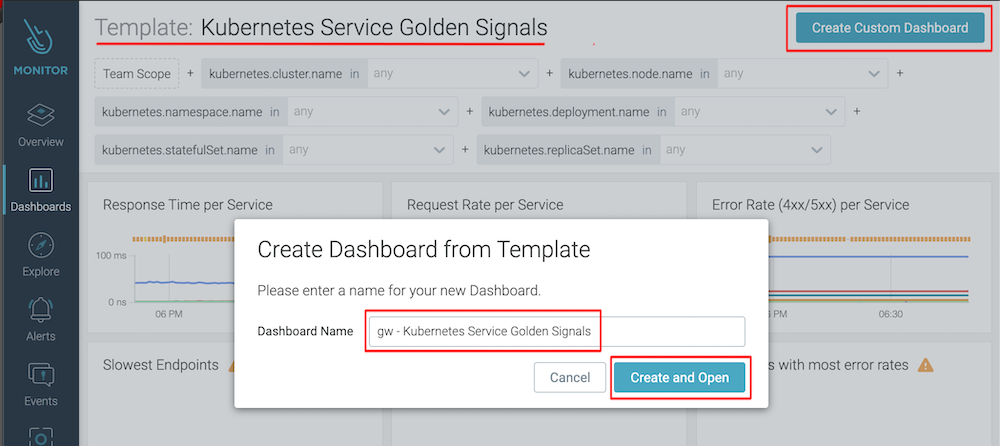 Template: Kubernetes Service Golden Signals
Create Custom Dashboard
MONITOR
Team Scope + kubernetes.cluster.name in any + kubernetes.node.name in any +
kubernetes.namespace.name in any + kubernetes.deployment.name in any +
kubernetes.statefulSet.name in any + kubernetes.replicaSet.name in any
Overview
Dashboards
Explore
Alerts
Events
Response Time per Service
Request Rate per Service
Error Rate (4xx/5xx) per Service
100 ms
0 ns
06 PM
PM
06:30
Create Dashboard from Template
Please enter a name for your new Dashboard.
Dashboard Name
gw - Kubernetes Service Golden Signals
Cancel
Create and Open
Slowest Endpoints
s with most error rates